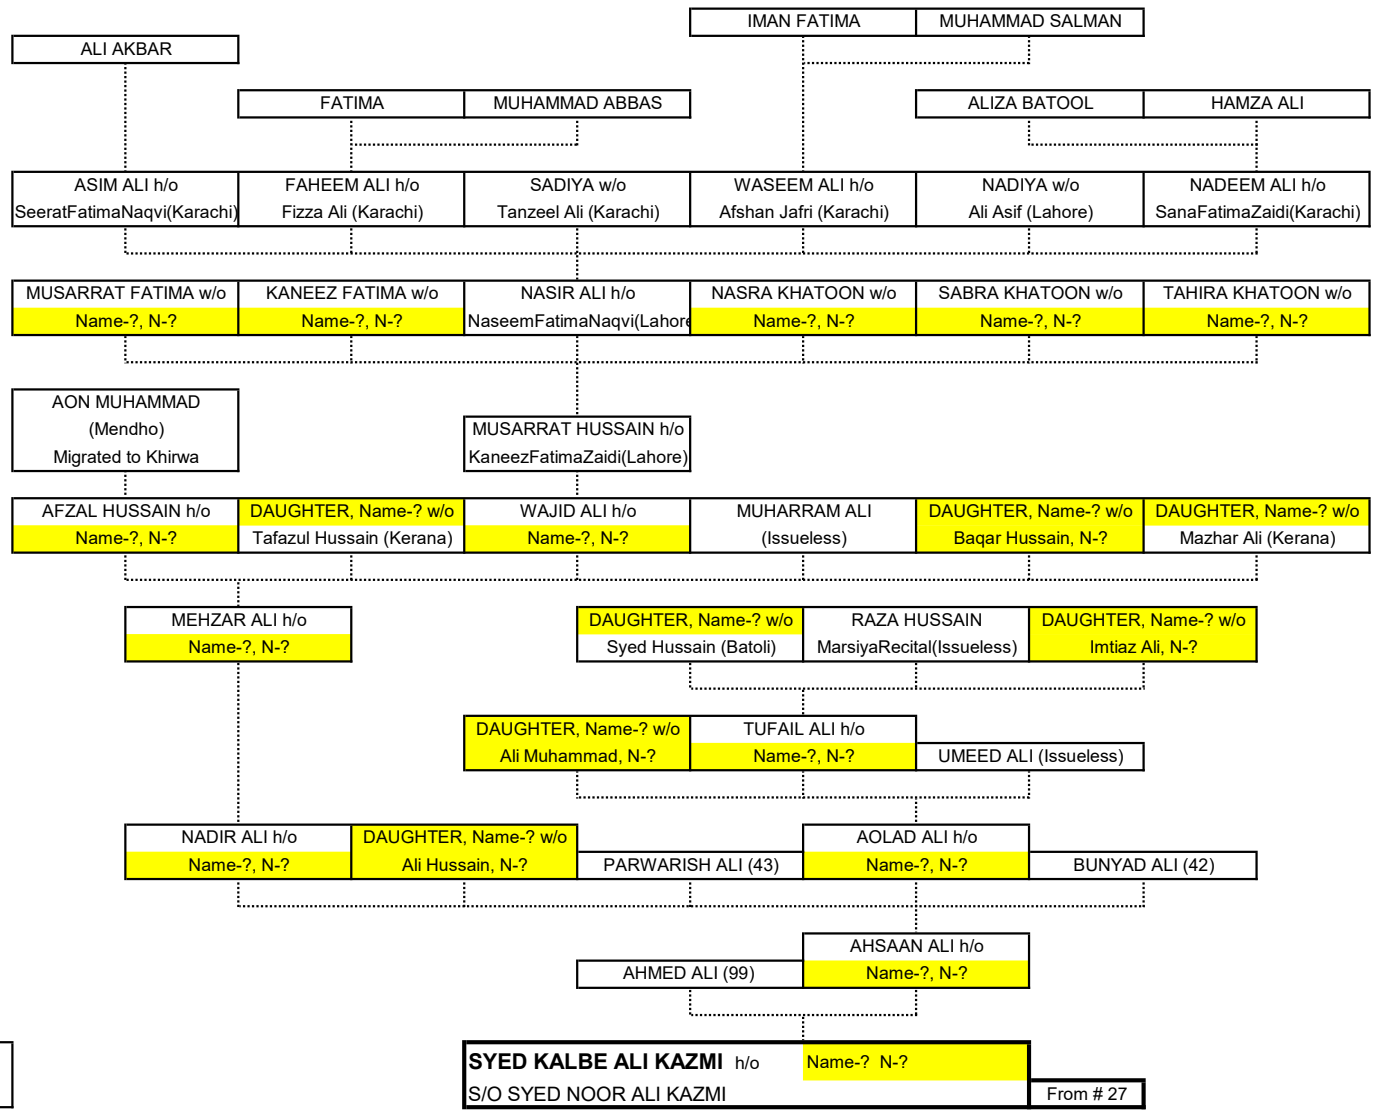 IMAN FATIMA
MUHAMMAD SALMAN
ALI AKBAR
FATIMA
MUHAMMAD ABBAS
ALIZA BATOOL
HAMZA ALI
ASIM ALI h/o
SeeratFatimaNaqvi(Karachi)
FAHEEM ALI h/o
Fizza Ali (Karachi)
SADIYA w/o
Tanzeel Ali (Karachi)
WASEEM ALI h/o
Afshan Jafri (Karachi)
NADIYA w/o
Ali Asif (Lahore)
NADEEM ALI h/o
SanaFatimaZaidi(Karachi)
MUSARRAT FATIMA w/o
Name-?, N-?
KANEEZ FATIMA w/o
Name-?, N-?
NASIR ALI h/o
NaseemFatimaNaqvi(Lahore
NASRA KHATOON w/o
Name-?, N-?
SABRA KHATOON w/o
Name-?, N-?
TAHIRA KHATOON w/o
Name-?, N-?
AON MUHAMMAD
(Mendho)
Migrated to Khirwa
MUSARRAT HUSSAIN h/o
KaneezFatimaZaidi(Lahore)
AFZAL HUSSAIN h/o
Name-?, N-?
DAUGHTER, Name-? w/o
Tafazul Hussain (Kerana)
WAJID ALI h/o
Name-?, N-?
MUHARRAM ALI
(Issueless)
DAUGHTER, Name-? w/o
Baqar Hussain, N-?
DAUGHTER, Name-? w/o
Mazhar Ali (Kerana)
MEHZAR ALI h/o
Name-?, N-?
DAUGHTER, Name-? w/o
Syed Hussain (Batoli)
RAZA HUSSAIN
MarsiyaRecital(Issueless)
DAUGHTER, Name-? w/o
Imtiaz Ali, N-?
DAUGHTER, Name-? w/o
Ali Muhammad, N-?
TUFAIL ALI h/o
Name-?, N-?
UMEED ALI (Issueless)
NADIR ALI h/o
Name-?, N-?
DAUGHTER, Name-? w/o
Ali Hussain, N-?
PARWARISH ALI (43)
AOLAD ALI h/o
Name-?, N-?
BUNYAD ALI (42)
AHMED ALI (99)
AHSAAN ALI h/o
Name-?, N-?
SYED KALBE ALI KAZMI h/o Name-? N-?
S/O SYED NOOR ALI KAZMI
From # 27